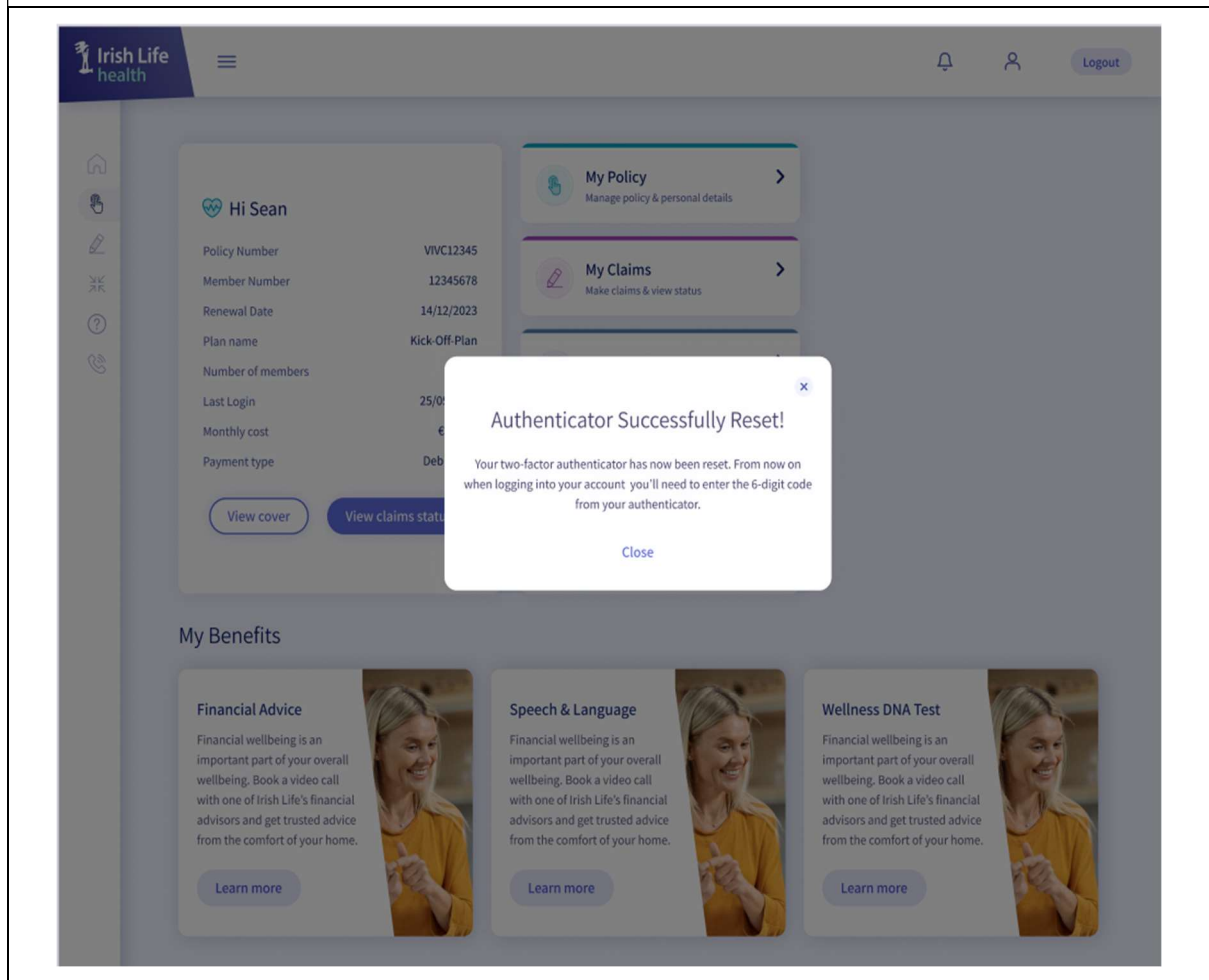 Irish Life
health
Logout
Hi Sean
Policy Number VIVC12345
Member Number 12345678
Renewal Date 14/12/2023
Plan name Kick-Off-Plan
Number of members
Last Login 25/0
Monthly cost €
Payment type Deb
View cover
View claims statu
My Policy
Manage policy & personal details
My Claims
Make claims & view status
Authenticator Successfully Reset!
Your two-factor authenticator has now been reset. From now on
when logging into your account you'll need to enter the 6-digit code
from your authenticator.
Close
My Benefits
Financial Advice
Financial wellbeing is an
important part of your overall
wellbeing. Book a video call
with one of Irish Life's financial
advisors and get trusted advice
from the comfort of your home.
Learn more
Speech & Language
Financial wellbeing is an
important part of your overall
wellbeing. Book a video call
with one of Irish Life's financial
advisors and get trusted advice
from the comfort of your home.
Learn more
Wellness DNA Test
Financial wellbeing is an
important part of your overall
wellbeing. Book a video call
with one of Irish Life's financial
advisors and get trusted advice
from the comfort of your home.
Learn more